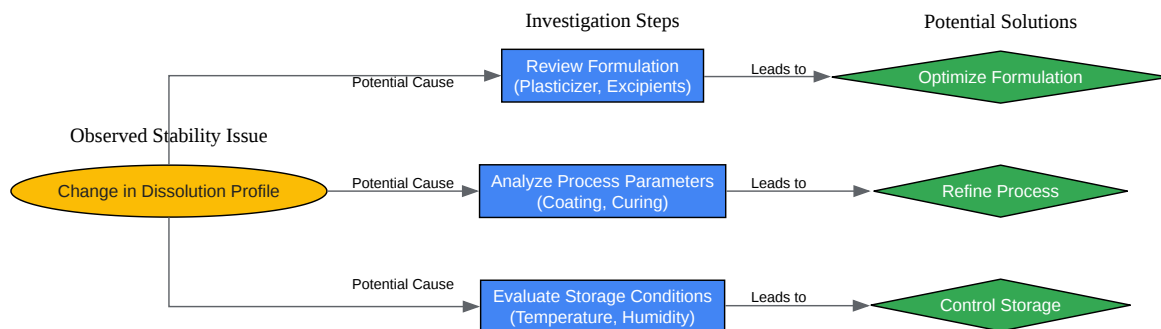 Investigation Steps
Potential Solutions
Review Formulation
(Plasticizer, Excipients)
Potential Cause
Leads to
Optimize Formulation
Observed Stability Issue
Change in Dissolution Profile
Potential Cause
Analyze Process Parameters
(Coating, Curing)
Leads to
Refine Process
Potential Cause
Evaluate Storage Conditions
(Temperature, Humidity)
Leads to
Control Storage